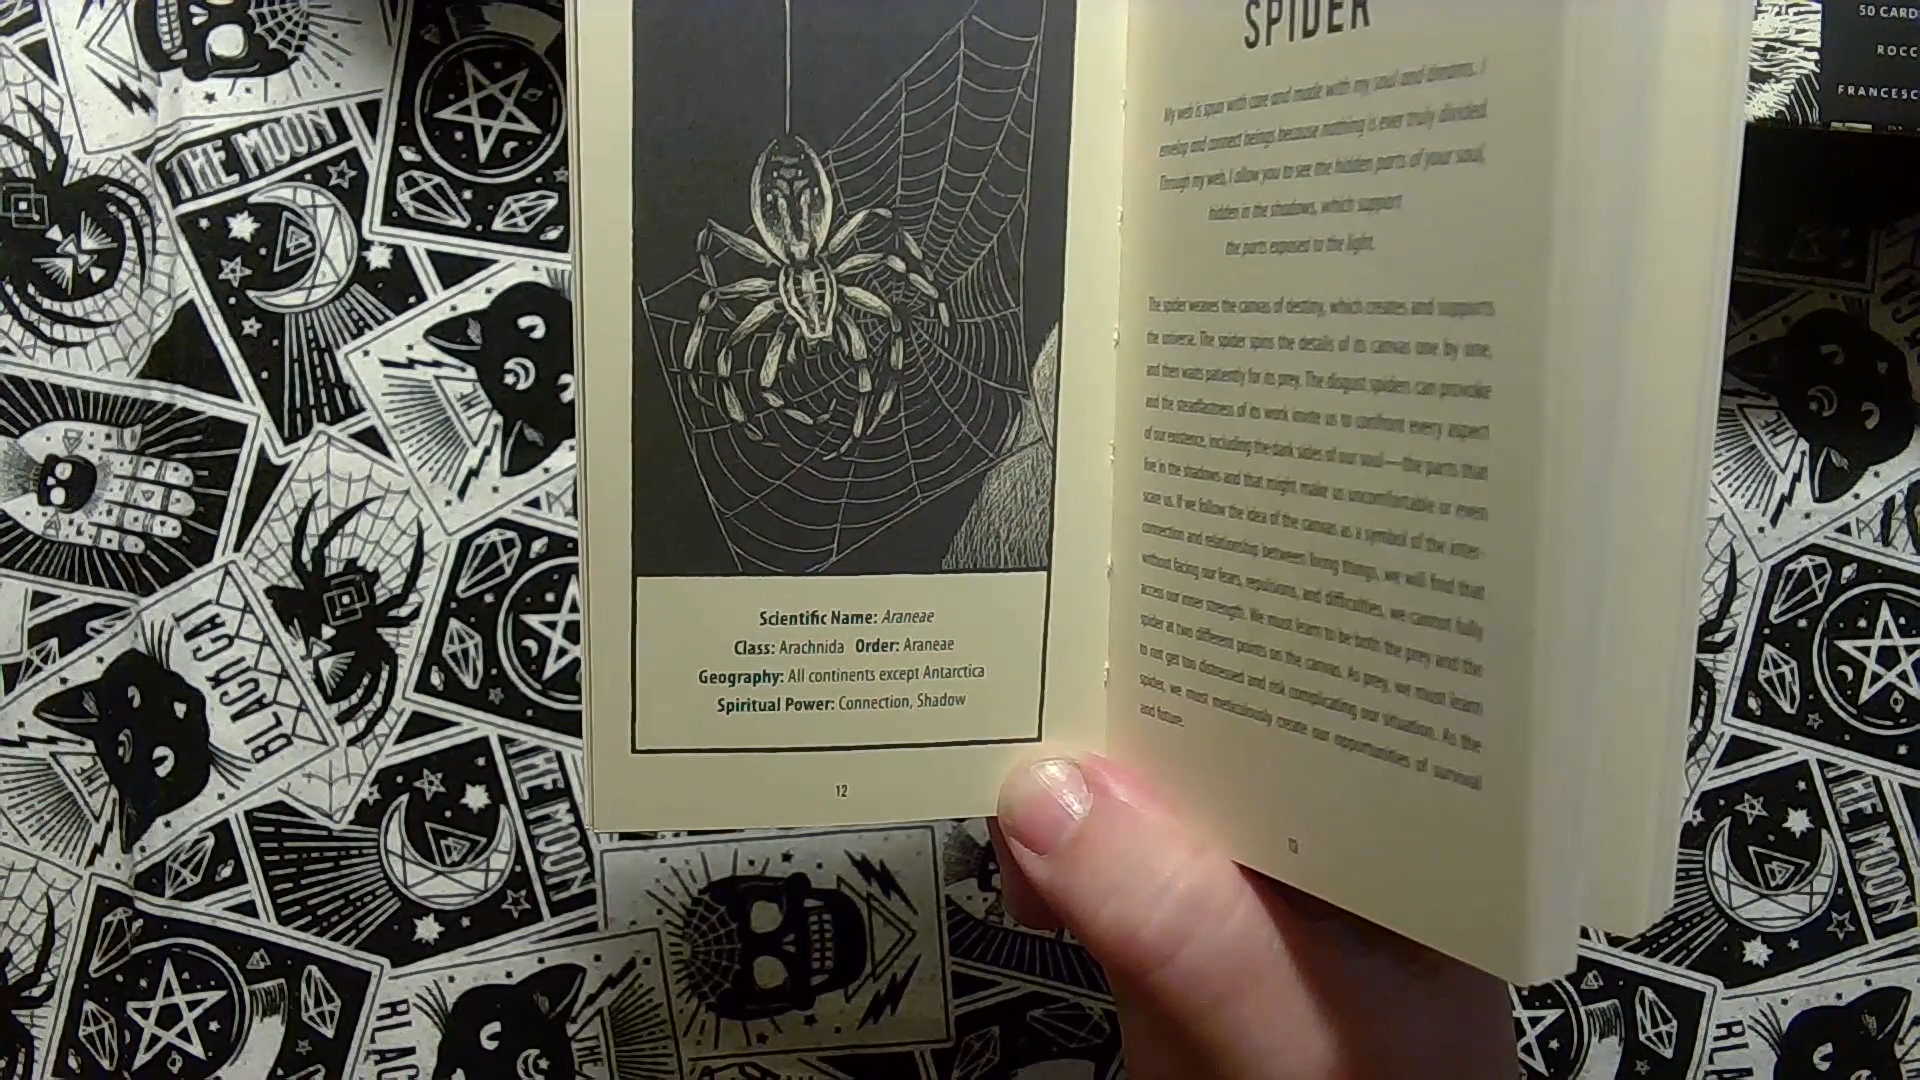 50 CARD
ROCC
FRANCESC
THE MOON
BLACK CAT
THE
THE MOON
BLAC
THE
THE MOON
BLA
Scientific Name: Araneae
Class: Arachnida Order: Araneae
Geography: All continents except Antarctica
Spiritual Power: Connection, Shadow
12
SPIDER
My web is spun with care and made with my soul and dreams. I
envelop and connect beings because nothing is ever truly divided.
Through my web, I allow you to see the hidden parts of your soul,
hidden in the shadows, which support
the parts exposed to the light.
The spider weaves the canvas of destiny, which creates and supports
the universe. The spider spins the details of its canvas one by one,
and then waits patiently for its prey. The disgust spiders can provoke
and the steadfastness of its work invite us to confront every aspect
of our existence, including the dark sides of our soul—the parts that
live in the shadows and that might make us uncomfortable or even
scare us. If we follow the idea of the canvas as a symbol of the inter-
connection and relationship between living things, we will find that
without facing our fears, repulsions, and difficulties, we cannot fully
access our inner strength. We must learn to be both the prey and the
spider at two different points on the canvas. As prey, we must learn
to not get too distressed and risk complicating our situation. As the
spider, we must meticulously create our opportunities of survival
and future.
13